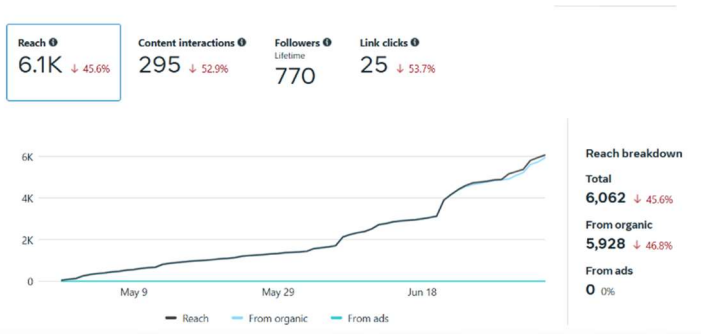 Reach
6.1K ↓ 45.6%
Content interactions
295 ↓ 52.9%
Followers
Lifetime
770
Link clicks
25 ↓ 53.7%
6K
4K
2K
0
May 9 May 29 Jun 18
Reach From organic From ads
Reach breakdown
Total
6,062 ↓ 45.6%
From organic
5,928 ↓ 46.8%
From ads
0 0%